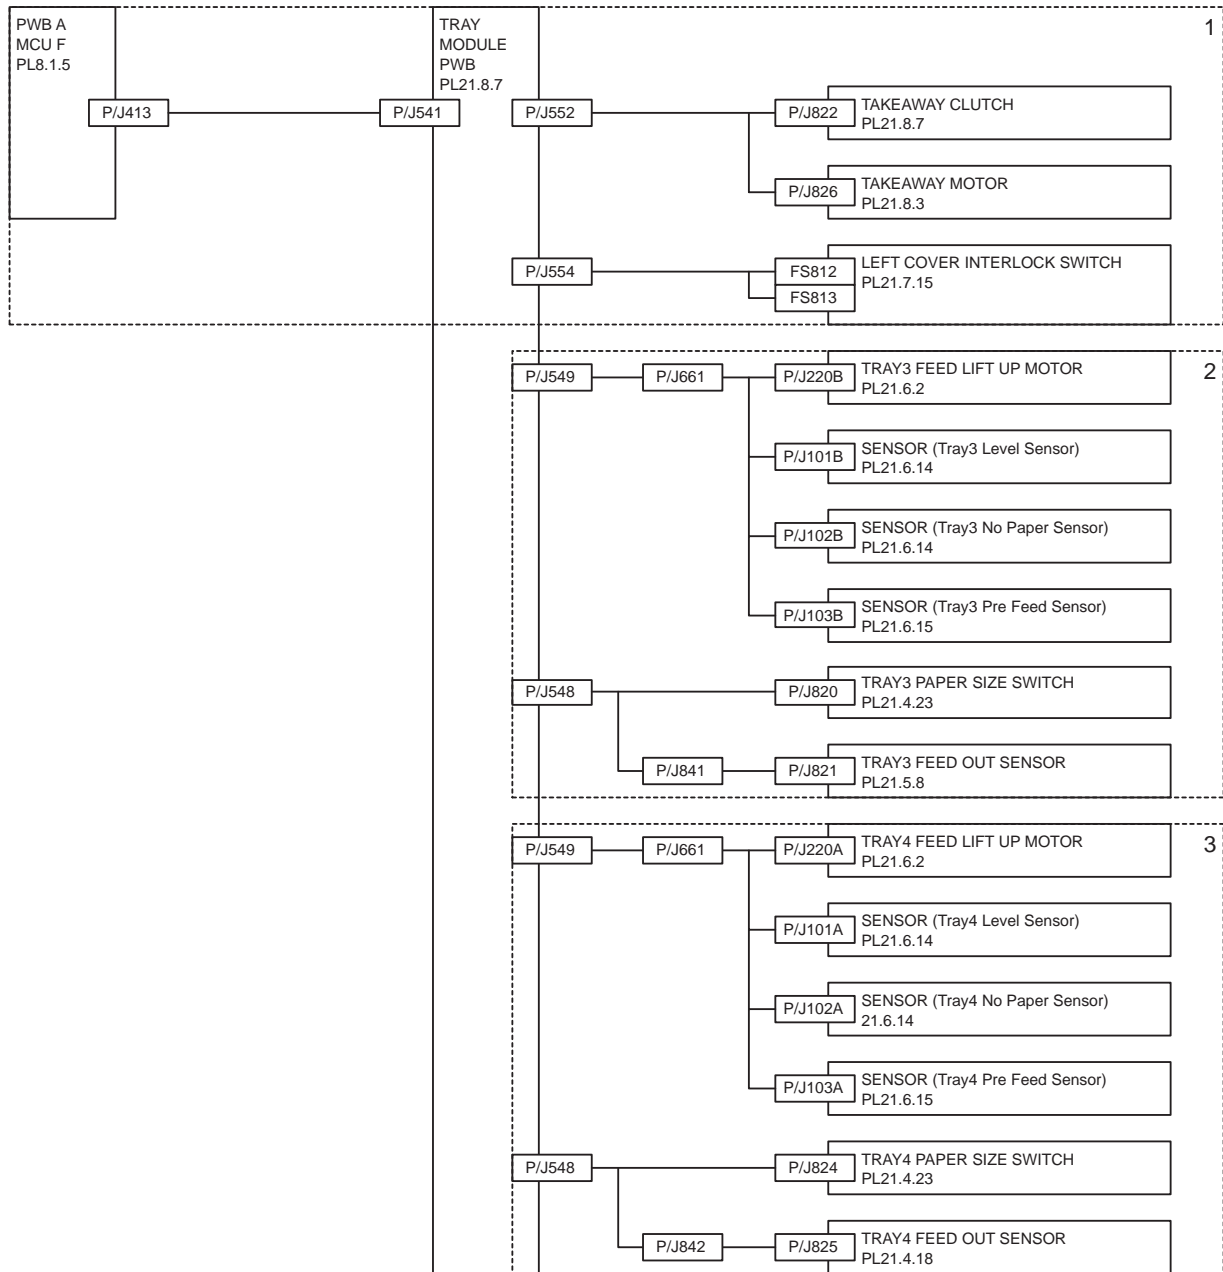 PWB A
MCU F
PL8.1.5
TRAY
MODULE
PWB
PL21.8.7
1
P/J413
P/J541
P/J552
P/J822
TAKEAWAY CLUTCH
PL21.8.7
P/J826
TAKEAWAY MOTOR
PL21.8.3
P/J554
FS812
FS813
LEFT COVER INTERLOCK SWITCH
PL21.7.15
2
P/J549
P/J661
P/J220B
TRAY3 FEED LIFT UP MOTOR
PL21.6.2
P/J101B
SENSOR (Tray3 Level Sensor)
PL21.6.14
P/J102B
SENSOR (Tray3 No Paper Sensor)
PL21.6.14
P/J103B
SENSOR (Tray3 Pre Feed Sensor)
PL21.6.15
P/J548
P/J820
TRAY3 PAPER SIZE SWITCH
PL21.4.23
P/J841
P/J821
TRAY3 FEED OUT SENSOR
PL21.5.8
3
P/J549
P/J661
P/J220A
TRAY4 FEED LIFT UP MOTOR
PL21.6.2
P/J101A
SENSOR (Tray4 Level Sensor)
PL21.6.14
P/J102A
SENSOR (Tray4 No Paper Sensor)
21.6.14
P/J103A
SENSOR (Tray4 Pre Feed Sensor)
PL21.6.15
P/J548
P/J824
TRAY4 PAPER SIZE SWITCH
PL21.4.23
P/J842
P/J825
TRAY4 FEED OUT SENSOR
PL21.4.18